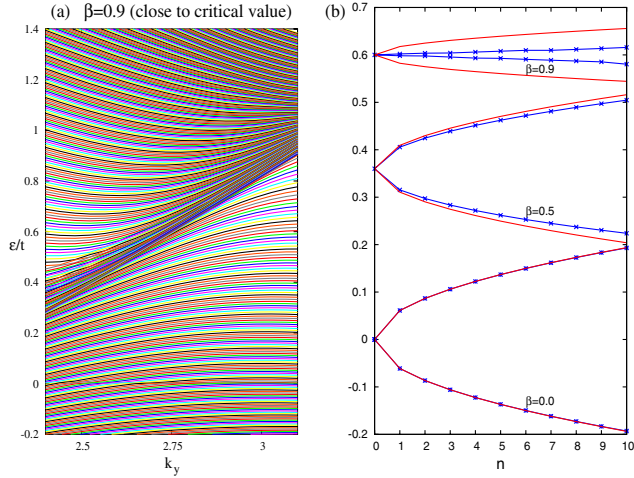 (a) β=0.9 (close to critical value)
(b)
1.4
1.2
1
0.8
ε/t
0.6
0.4
0.2
0
-0.2
2.5
2.75
3
k_y
0.7
0.6
0.5
0.4
0.3
0.2
0.1
0
-0.1
0.2
β=0.9
β=0.5
β=0.0
0 1 2 3 4 5 6 7 8 9 10
n